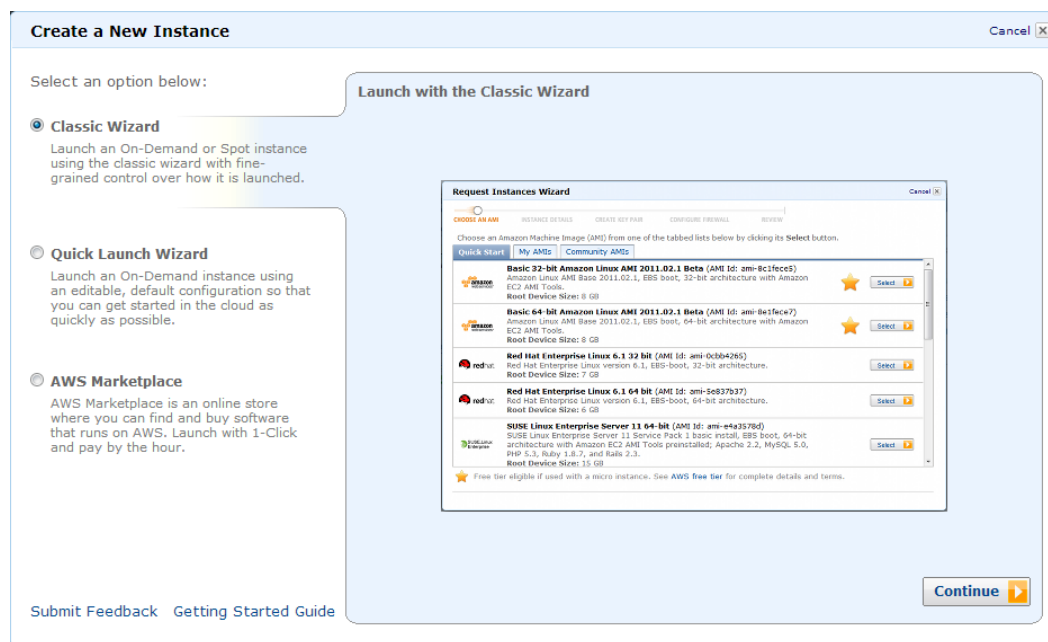 Create a New Instance
Cancel
Select an option below:
Classic Wizard
Launch an On-Demand or Spot instance
using the classic wizard with fine-
grained control over how it is launched.
Quick Launch Wizard
Launch an On-Demand instance using
an editable, default configuration so that
you can get started in the cloud as
quickly as possible.
AWS Marketplace
AWS Marketplace is an online store
where you can find and buy software
that runs on AWS. Launch with 1-Click
and pay by the hour.
Submit Feedback Getting Started Guide
Launch with the Classic Wizard
Request Instances Wizard
Cancel
CHOOSE AN AMI INSTANCE DETAILS CREATE KEY PAIR CONFIGURE FIREWALL REVIEW
Choose an Amazon Machine Image (AMI) from one of the tabbed lists below by clicking its Select button.
Quick Start My AMIs Community AMIs
amazon
Basic 32-bit Amazon Linux AMI 2011.02.1 Beta (AMI Id: ami-8c1fece5)
Amazon Linux AMI Base 2011.02.1, EBS boot, 32-bit architecture with Amazon
EC2 AMI Tools.
Root Device Size: 8 GB
Select
amazon
Basic 64-bit Amazon Linux AMI 2011.02.1 Beta (AMI Id: ami-8e1fece7)
Amazon Linux AMI Base 2011.02.1, EBS boot, 64-bit architecture with Amazon
EC2 AMI Tools.
Root Device Size: 8 GB
Select
redhat
Red Hat Enterprise Linux 6.1 32 bit (AMI Id: ami-0cbb4265)
Red Hat Enterprise Linux version 6.1, EBS-boot, 32-bit architecture.
Root Device Size: 7 GB
Select
redhat
Red Hat Enterprise Linux 6.1 64 bit (AMI Id: ami-5e837b37)
Red Hat Enterprise Linux version 6.1, EBS-boot, 64-bit architecture.
Root Device Size: 6 GB
Select
SUSE Linux
Enterprise
SUSE Linux Enterprise Server 11 64-bit (AMI Id: ami-e4a3578d)
SUSE Linux Enterprise Server 11 Service Pack 1 basic install, EBS boot, 64-bit
architecture with Amazon EC2 AMI Tools preinstalled; Apache 2.2, MySQL 5.0,
PHP 5.3, Ruby 1.8.7, and Rails 2.3.
Root Device Size: 15 GB
Select
Free tier eligible if used with a micro instance. See AWS free tier for complete details and terms.
Continue